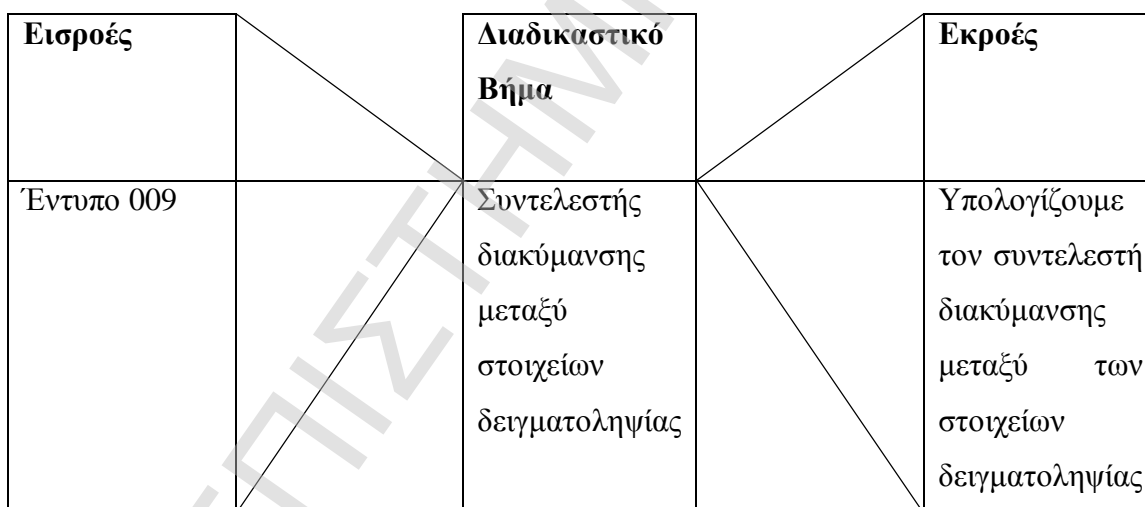 Εισροές
Διαδικαστικό
Βήμα
Εκροές
Έντυπο 009
Συντελεστής
διακύμανσης
μεταξύ
στοιχείων
δειγματοληψίας
Υπολογίζουμε
τον συντελεστή
διακύμανσης
μεταξύ των
στοιχείων
δειγματοληψίας